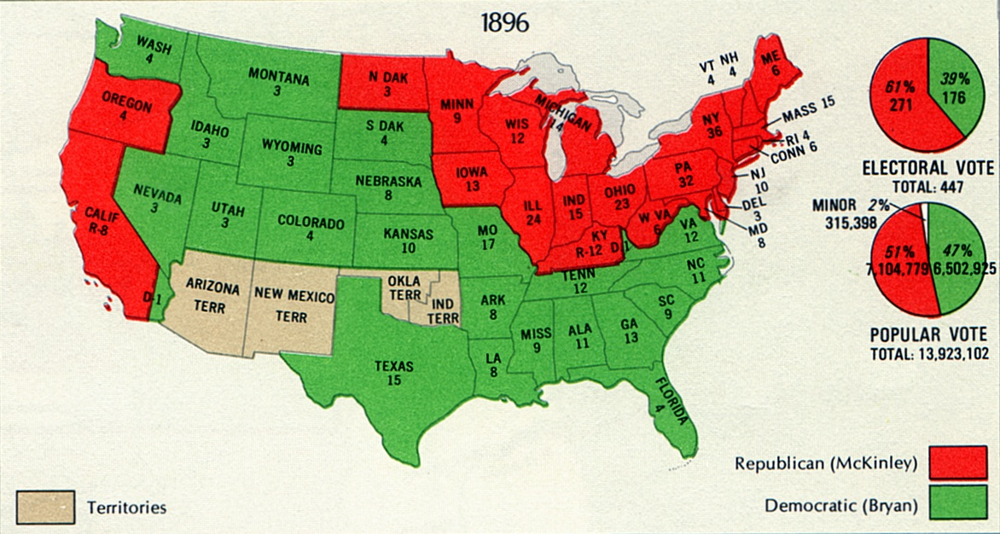 1896
WASH
4
OREGON
4
CALIF
R-8
D-1
NEVADA
3
IDAHO
3
MONTANA
3
WYOMING
3
UTAH
3
COLORADO
4
ARIZONA
TERR
NEW MEXICO
TERR
N DAK
3
S DAK
4
NEBRASKA
8
KANSAS
10
OKLA
TERR
IND
TERR
TEXAS
15
MINN
9
IOWA
13
MO
17
ARK
8
LA
8
WIS
12
ILL
24
MICHIGAN
14
IND
15
OHIO
23
KY
R-12
D 1
TENN
12
MISS
9
ALA
11
GA
13
FLORIDA
4
SC
9
NC
11
VA
12
W VA
6
PA
32
NY
36
VT
4
NH
4
ME
6
MASS 15
RI 4
CONN 6
NJ
10
DEL
3
MD
8
61%
271
39%
176
ELECTORAL VOTE
TOTAL: 447
MINOR 2%
315,398
51%
7,104,779
47%
6,502,925
POPULAR VOTE
TOTAL: 13,923,102
Republican (McKinley)
Democratic (Bryan)
Territories